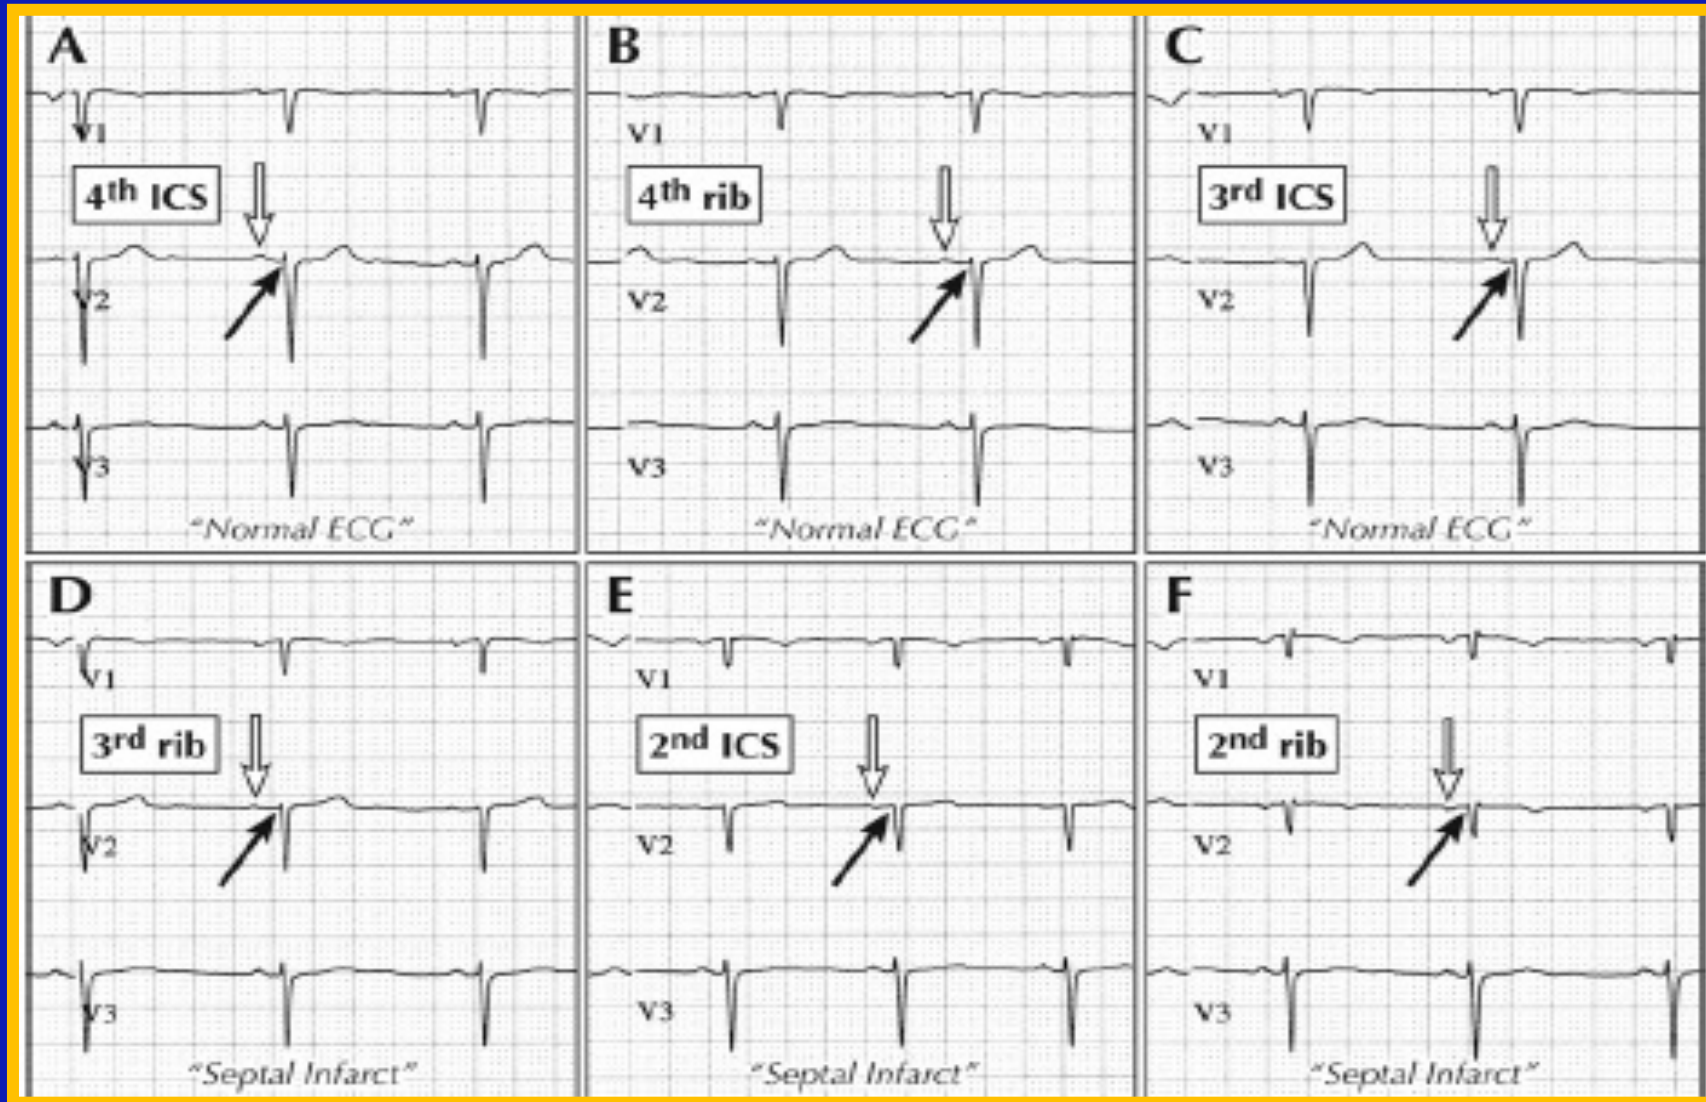 A
V1
4th ICS
V2
V3
"Normal ECG"
B
V1
4th rib
V2
V3
"Normal ECG"
C
V1
3rd ICS
V2
V3
"Normal ECG"
D
V1
3rd rib
V2
V3
"Septal Infarct"
E
V1
2nd ICS
V2
V3
"Septal Infarct"
F
V1
2nd rib
V2
V3
"Septal Infarct"